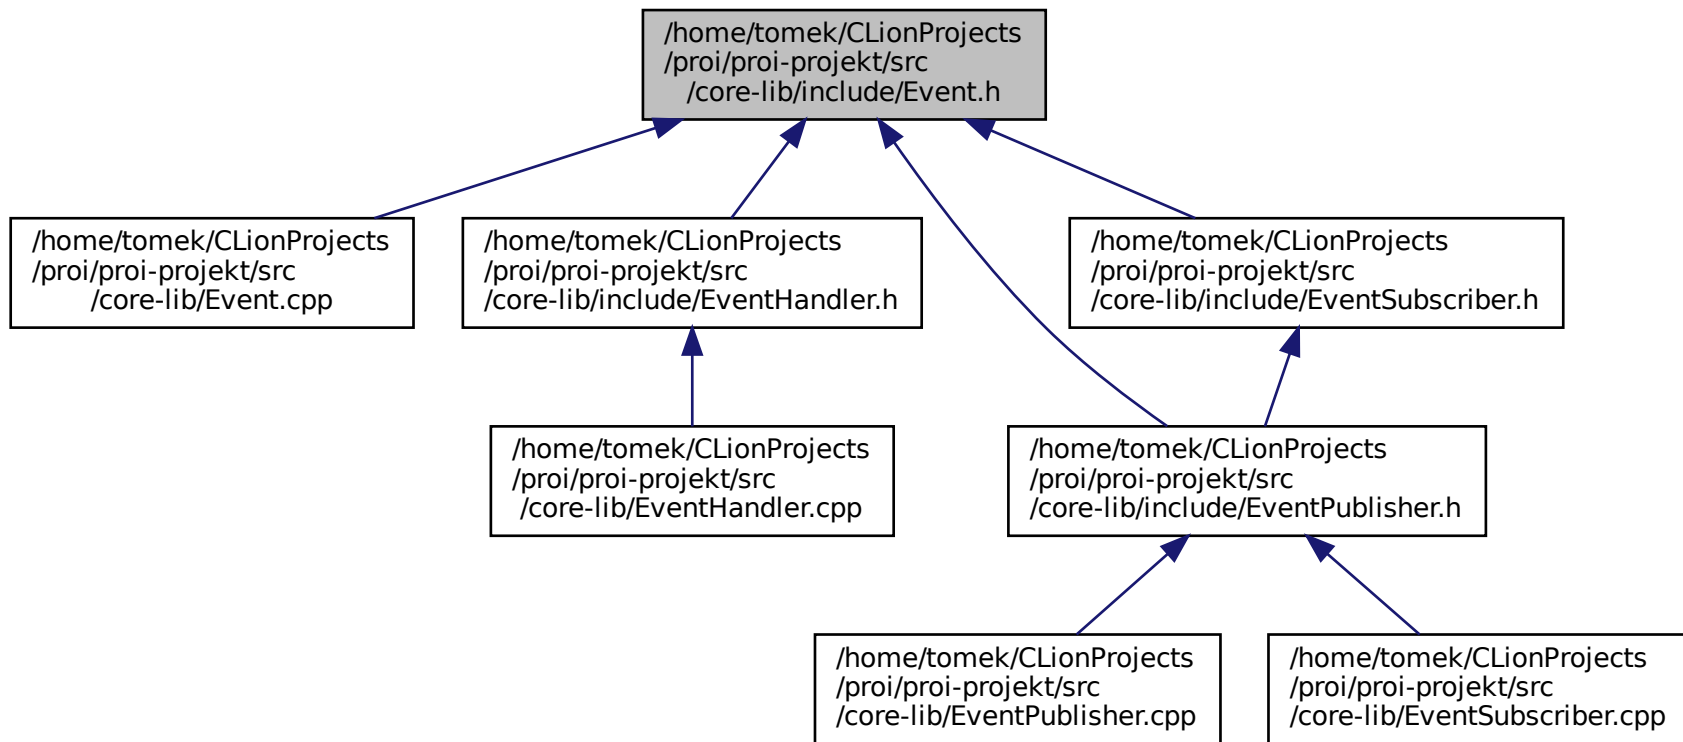 /home/tomek/CLionProjects
/proi/proi-projekt/src
/core-lib/include/Event.h
/home/tomek/CLionProjects
/proi/proi-projekt/src
/core-lib/Event.cpp
/home/tomek/CLionProjects
/proi/proi-projekt/src
/core-lib/include/EventHandler.h
/home/tomek/CLionProjects
/proi/proi-projekt/src
/core-lib/include/EventSubscriber.h
/home/tomek/CLionProjects
/proi/proi-projekt/src
/core-lib/EventHandler.cpp
/home/tomek/CLionProjects
/proi/proi-projekt/src
/core-lib/include/EventPublisher.h
/home/tomek/CLionProjects
/proi/proi-projekt/src
/core-lib/EventPublisher.cpp
/home/tomek/CLionProjects
/proi/proi-projekt/src
/core-lib/EventSubscriber.cpp